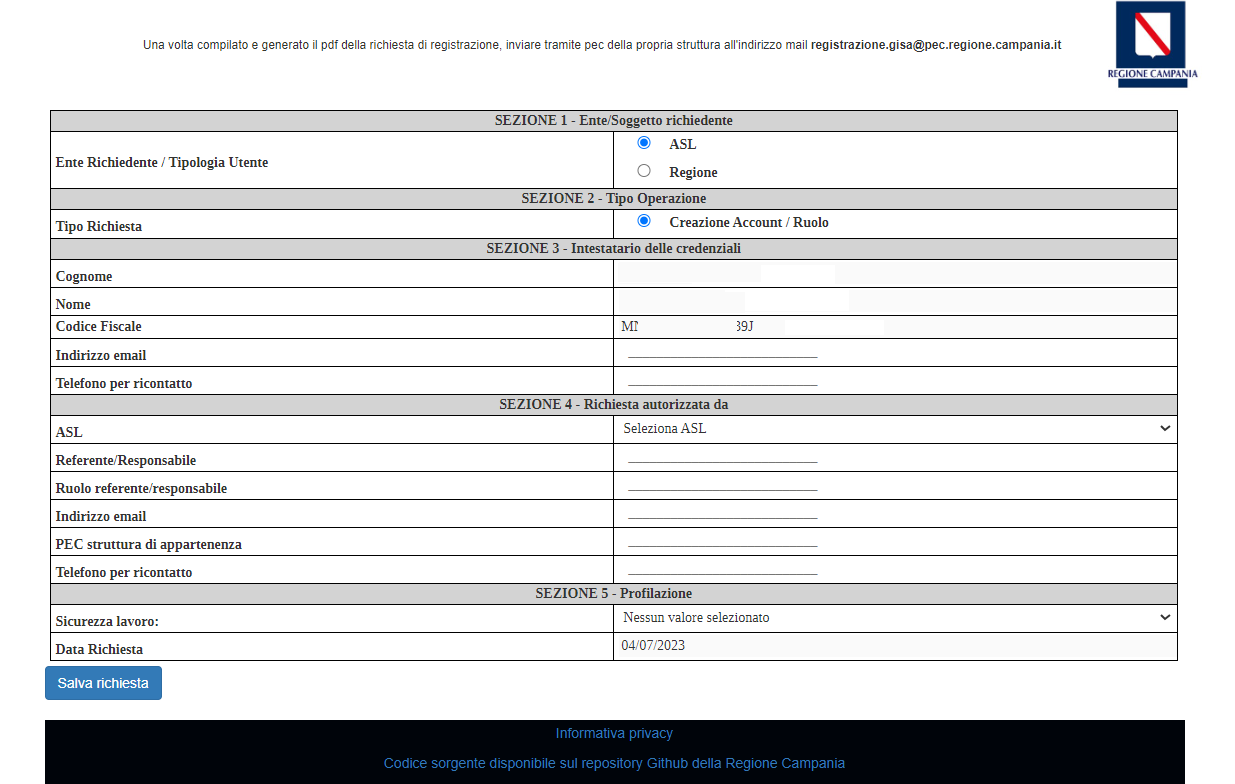 Una volta compilato e generato il pdf della richiesta di registrazione, inviare tramite pec della propria struttura all'indirizzo mail registrazione.gisa@pec.regione.campania.it
REGIONE CAMPANIA
SEZIONE 1 - Ente/Soggetto richiedente
Ente Richiedente / Tipologia Utente
ASL
Regione
SEZIONE 2 - Tipo Operazione
Tipo Richiesta
Creazione Account / Ruolo
SEZIONE 3 - Intestatario delle credenziali
Cognome
Nome
Codice Fiscale
Indirizzo email
Telefono per ricontatto
SEZIONE 4 - Richiesta autorizzata da
ASL Seleziona ASL
Referente/Responsabile
Ruolo referente/responsabile
Indirizzo email
PEC struttura di appartenenza
Telefono per ricontatto
SEZIONE 5 - Profilazione
Sicurezza lavoro: Nessun valore selezionato
Data Richiesta 04/07/2023
Salva richiesta
Informativa privacy
Codice sorgente disponibile sul repository Github della Regione Campania